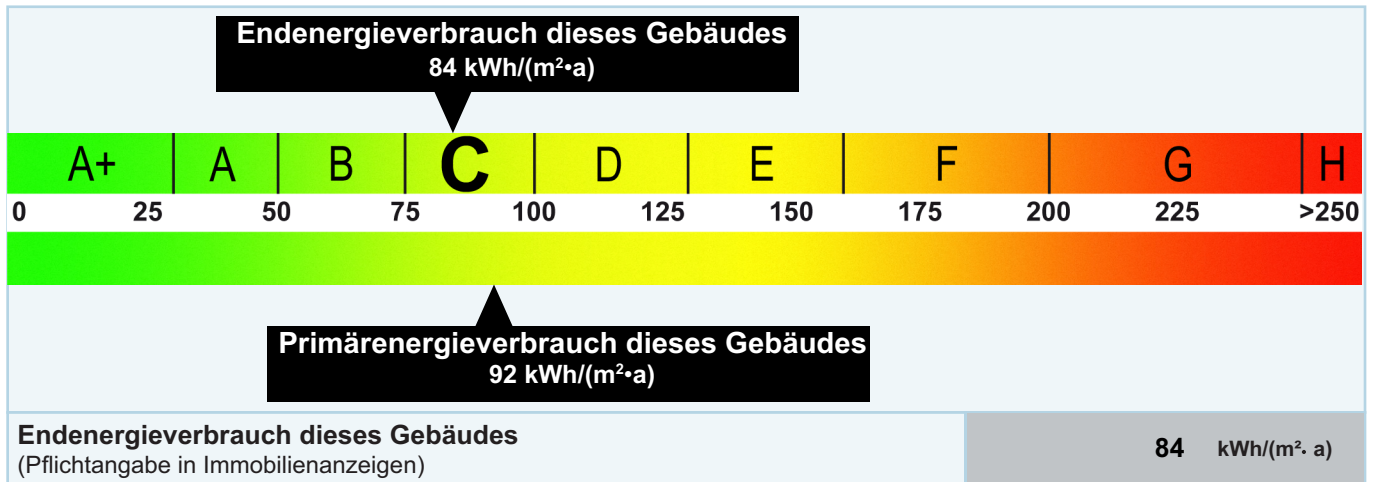 Endenergieverbrauch dieses Gebäudes
84 kWh/(m²•a)
A+ A B C D E F G H
0 25 50 75 100 125 150 175 200 225 >250
Primärenergieverbrauch dieses Gebäudes
92 kWh/(m²•a)
Endenergieverbrauch dieses Gebäudes
(Pflichtangabe in Immobilienanzeigen)
84 kWh/(m²· a)